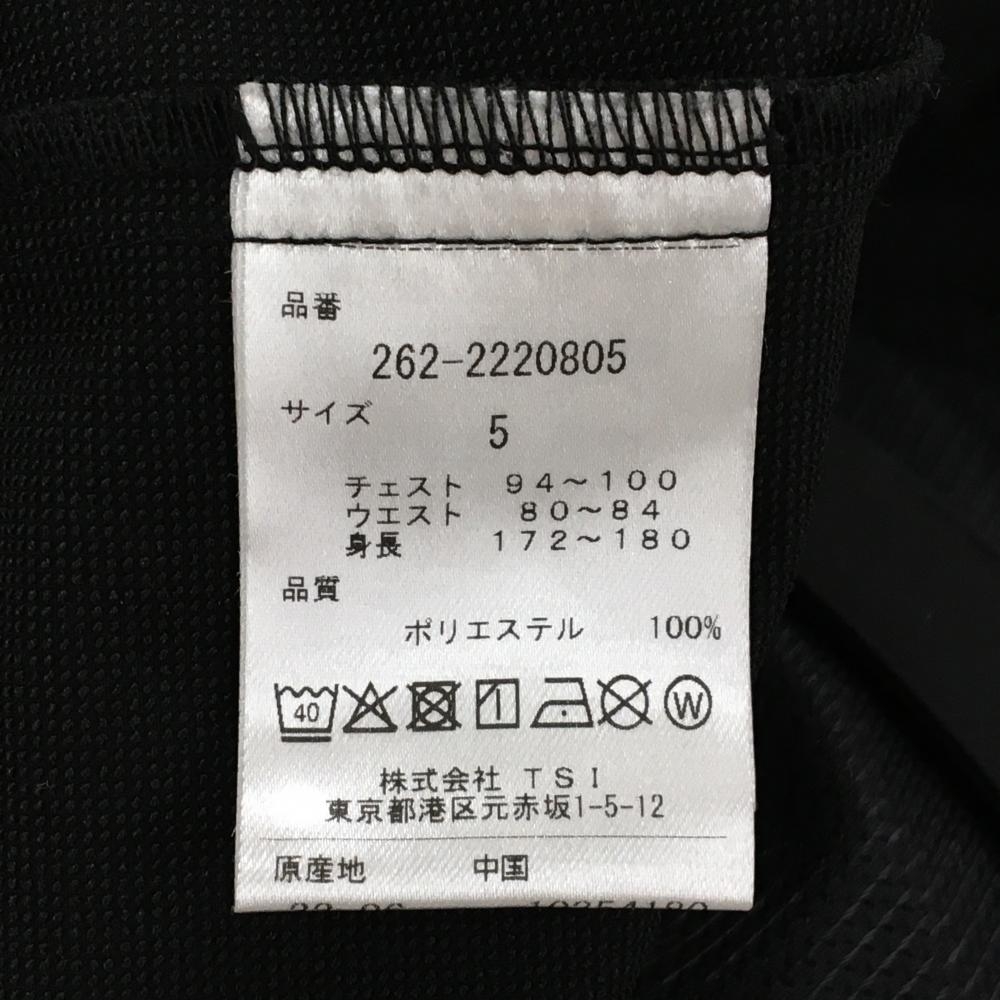 品番
262-2220805
サイズ
5
チェスト 94～100
ウエスト 80～84
身長 172～180
品質
ポリエステル 100%
40 W
株式会社 TSI
東京都港区元赤坂1-5-12
原産地 中国